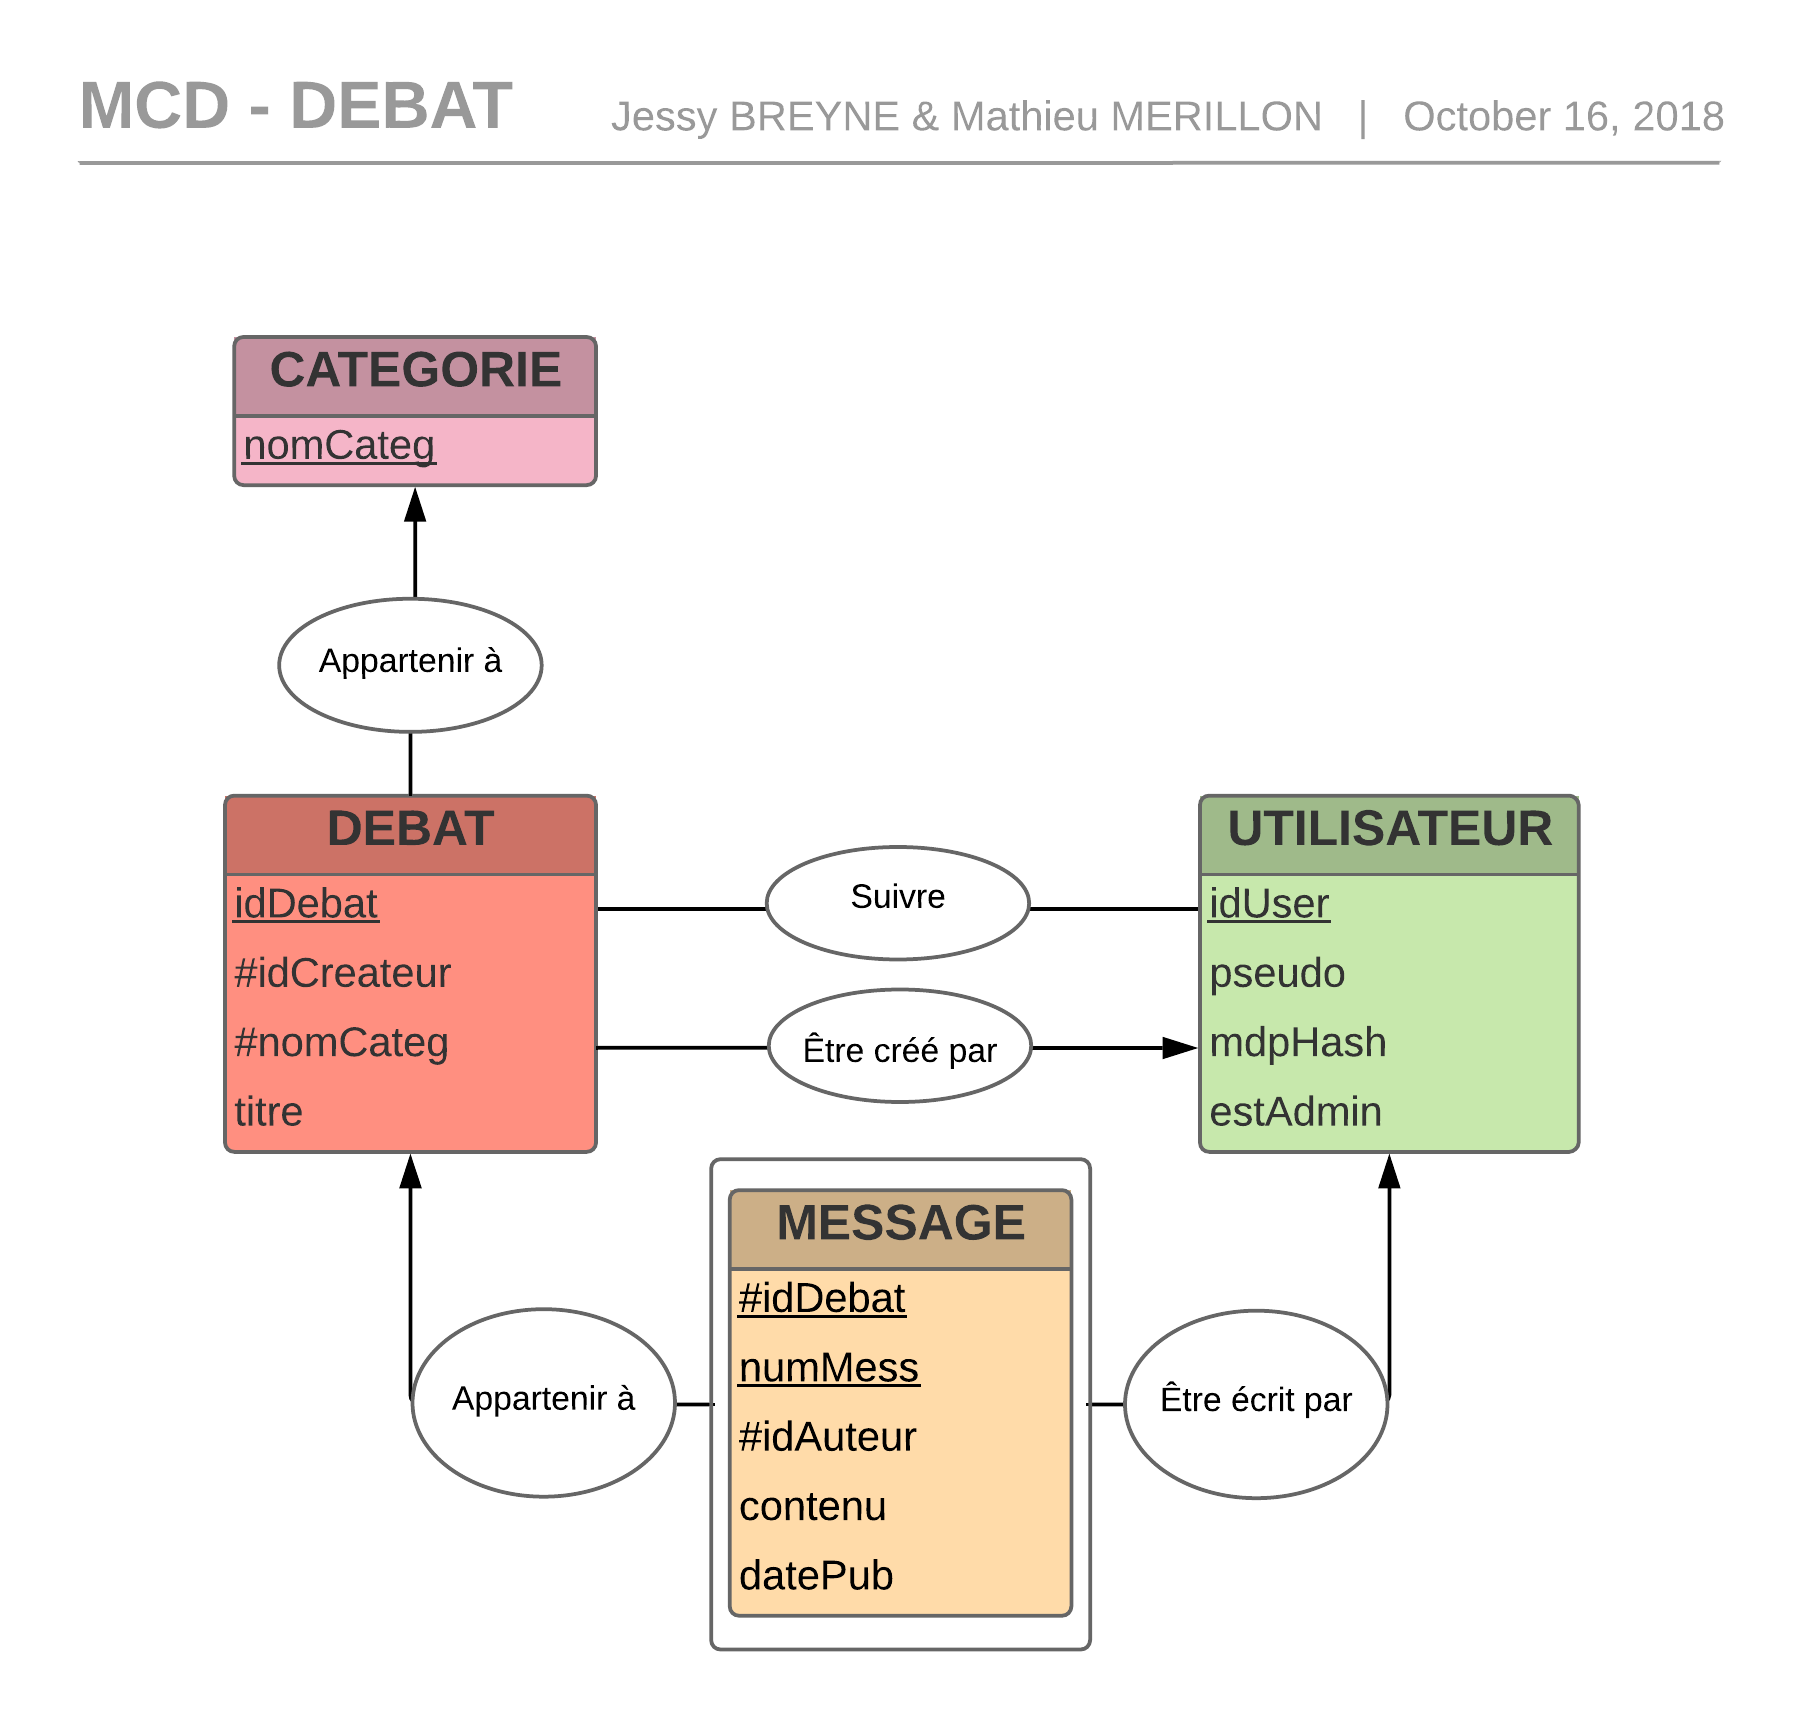 MCD - DEBAT
Jessy BREYNE & Mathieu MERILLON | October 16, 2018
CATEGORIE
nomCateg
Appartenir à
DEBAT
idDebat
#idCreateur
#nomCateg
titre
Suivre
Être créé par
UTILISATEUR
idUser
pseudo
mdpHash
estAdmin
MESSAGE
#idDebat
numMess
#idAuteur
contenu
datePub
Appartenir à
Être écrit par